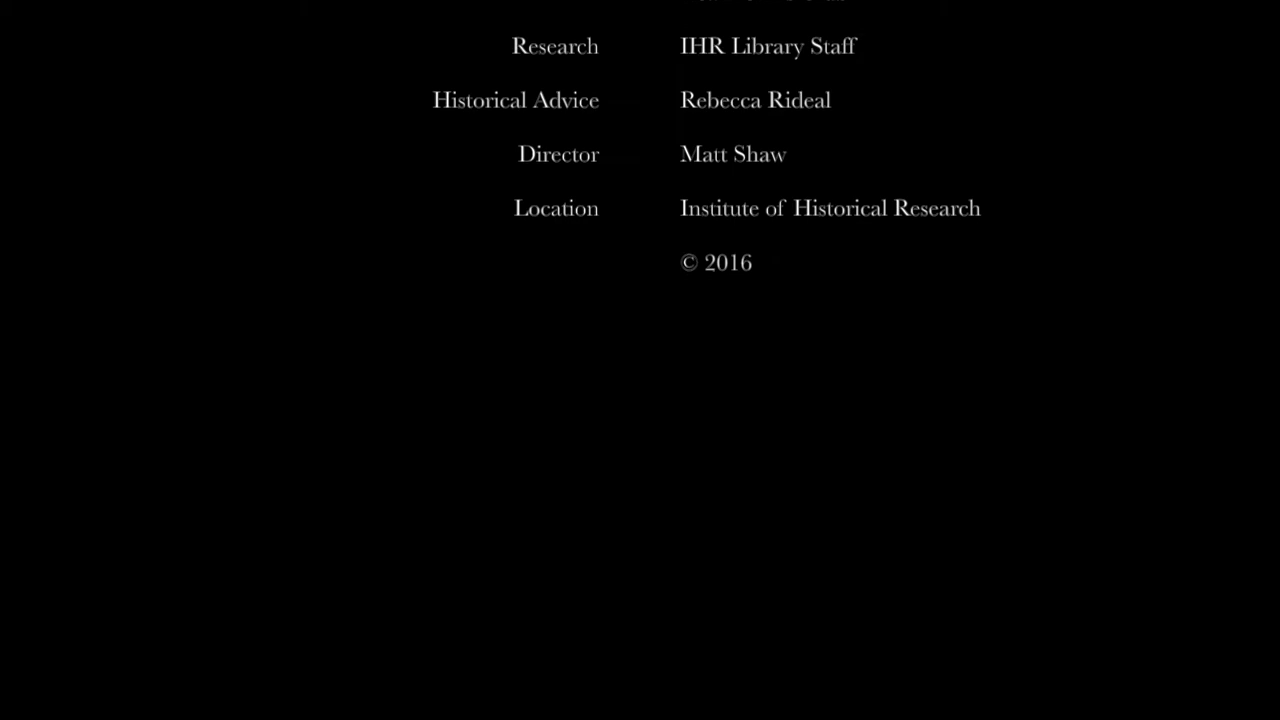 Research IHR Library Staff
Historical Advice Rebecca Rideal
Director Matt Shaw
Location Institute of Historical Research
© 2016